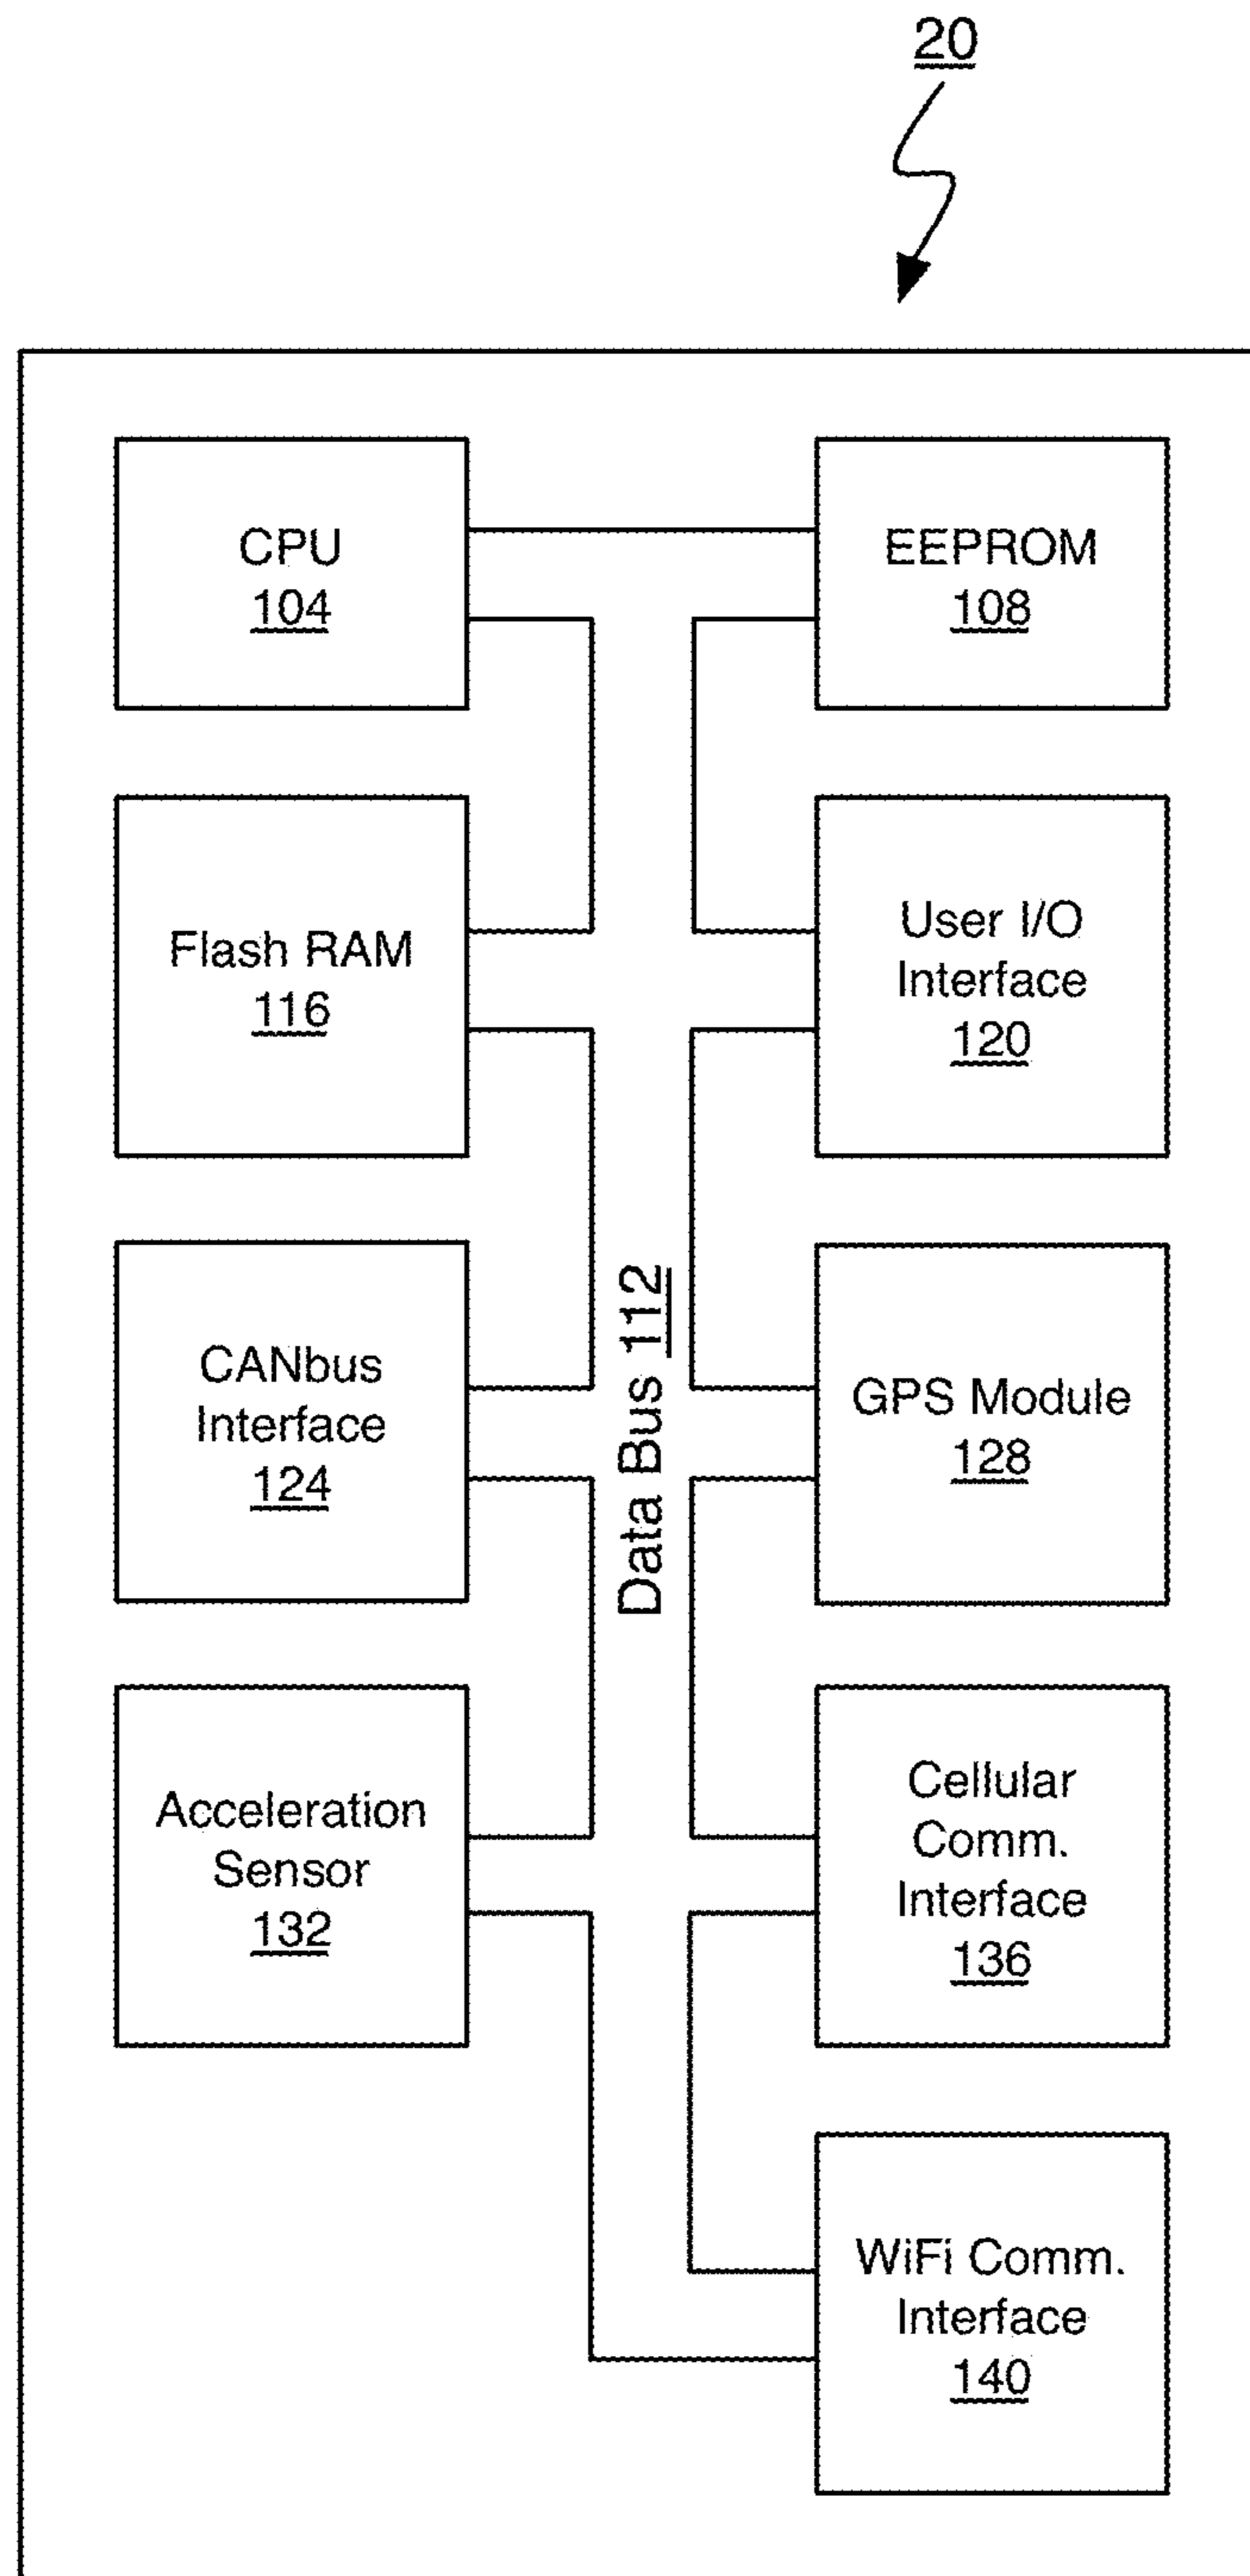 20
CPU
104
EEPROM
108
Flash RAM
116
User I/O
Interface
120
Data Bus 112
CANbus
Interface
124
GPS Module
128
Acceleration
Sensor
132
Cellular
Comm.
Interface
136
WiFi Comm.
Interface
140